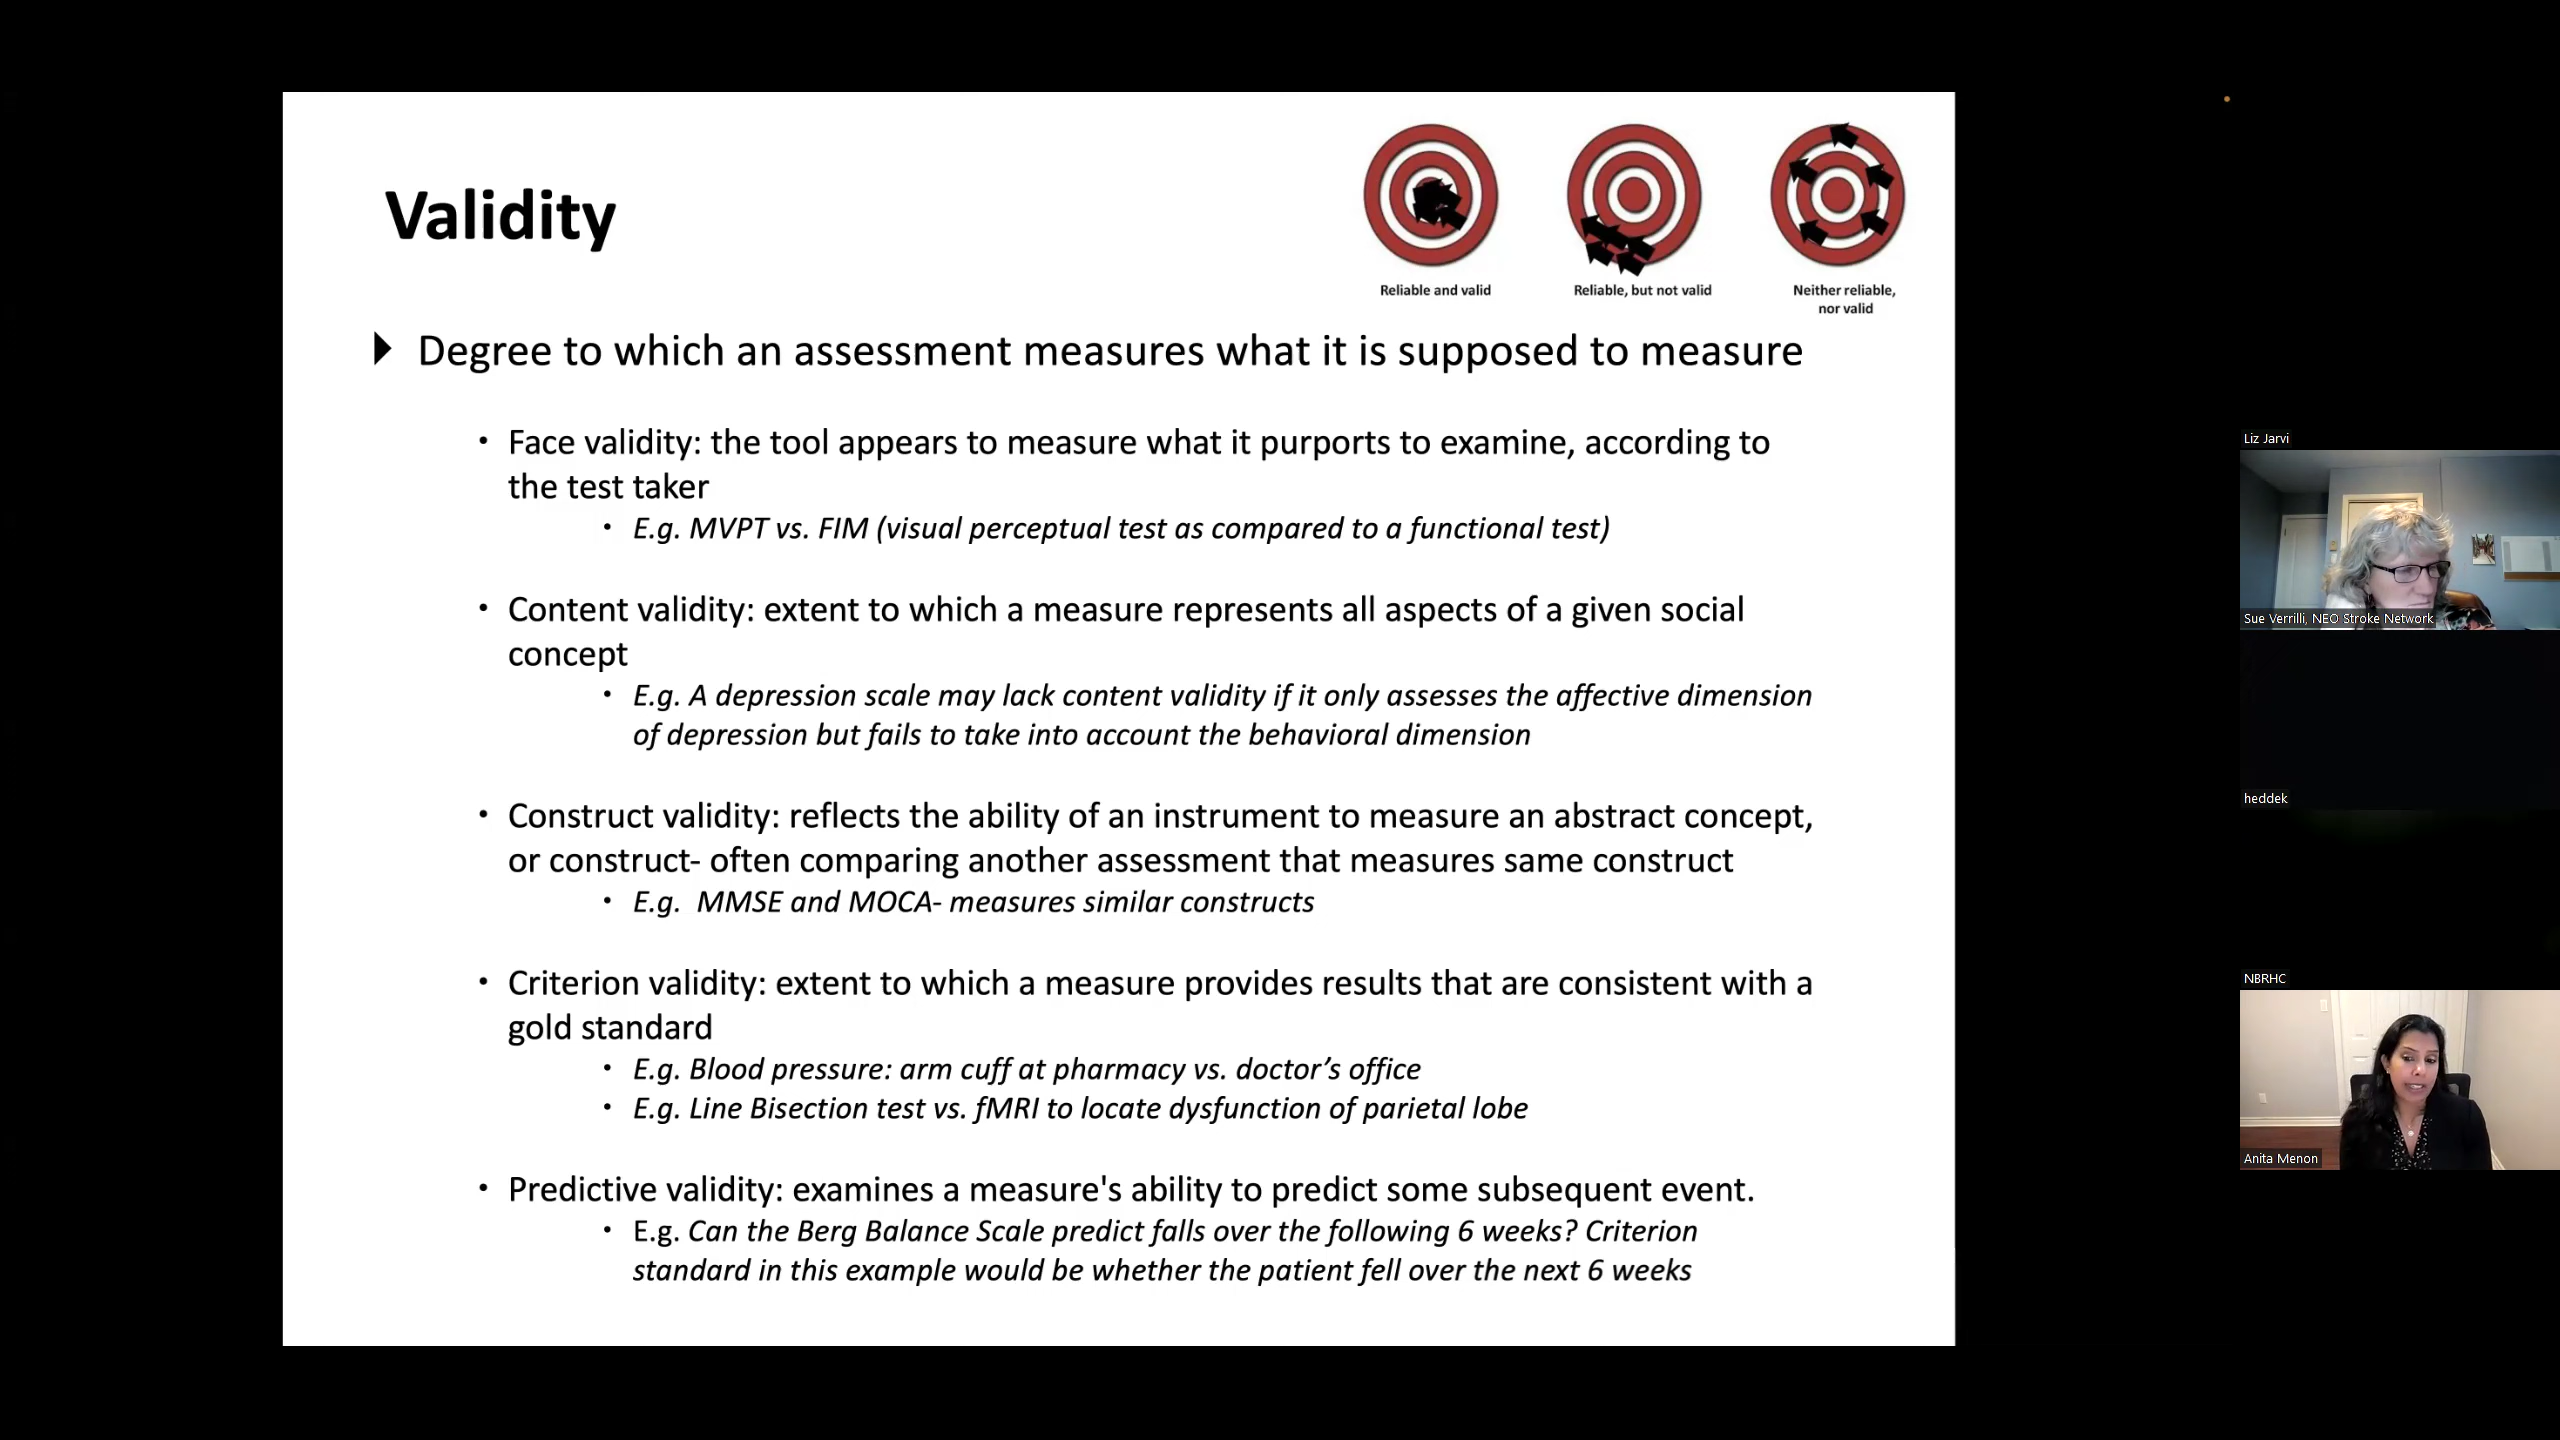 Validity
Reliable and valid
Reliable, but not valid
Neither reliable,
nor valid
Degree to which an assessment measures what it is supposed to measure
• Face validity: the tool appears to measure what it purports to examine, according to
the test taker
• E.g. MVPT vs. FIM (visual perceptual test as compared to a functional test)
• Content validity: extent to which a measure represents all aspects of a given social
concept
• E.g. A depression scale may lack content validity if it only assesses the affective dimension
of depression but fails to take into account the behavioral dimension
• Construct validity: reflects the ability of an instrument to measure an abstract concept,
or construct- often comparing another assessment that measures same construct
• E.g. MMSE and MOCA- measures similar constructs
• Criterion validity: extent to which a measure provides results that are consistent with a
gold standard
• E.g. Blood pressure: arm cuff at pharmacy vs. doctor’s office
• E.g. Line Bisection test vs. fMRI to locate dysfunction of parietal lobe
• Predictive validity: examines a measure's ability to predict some subsequent event.
• E.g. Can the Berg Balance Scale predict falls over the following 6 weeks? Criterion
standard in this example would be whether the patient fell over the next 6 weeks
Liz Jarvi
Sue Verrilli, NEO Stroke Network
heddek
NBRHC
Anita Menon